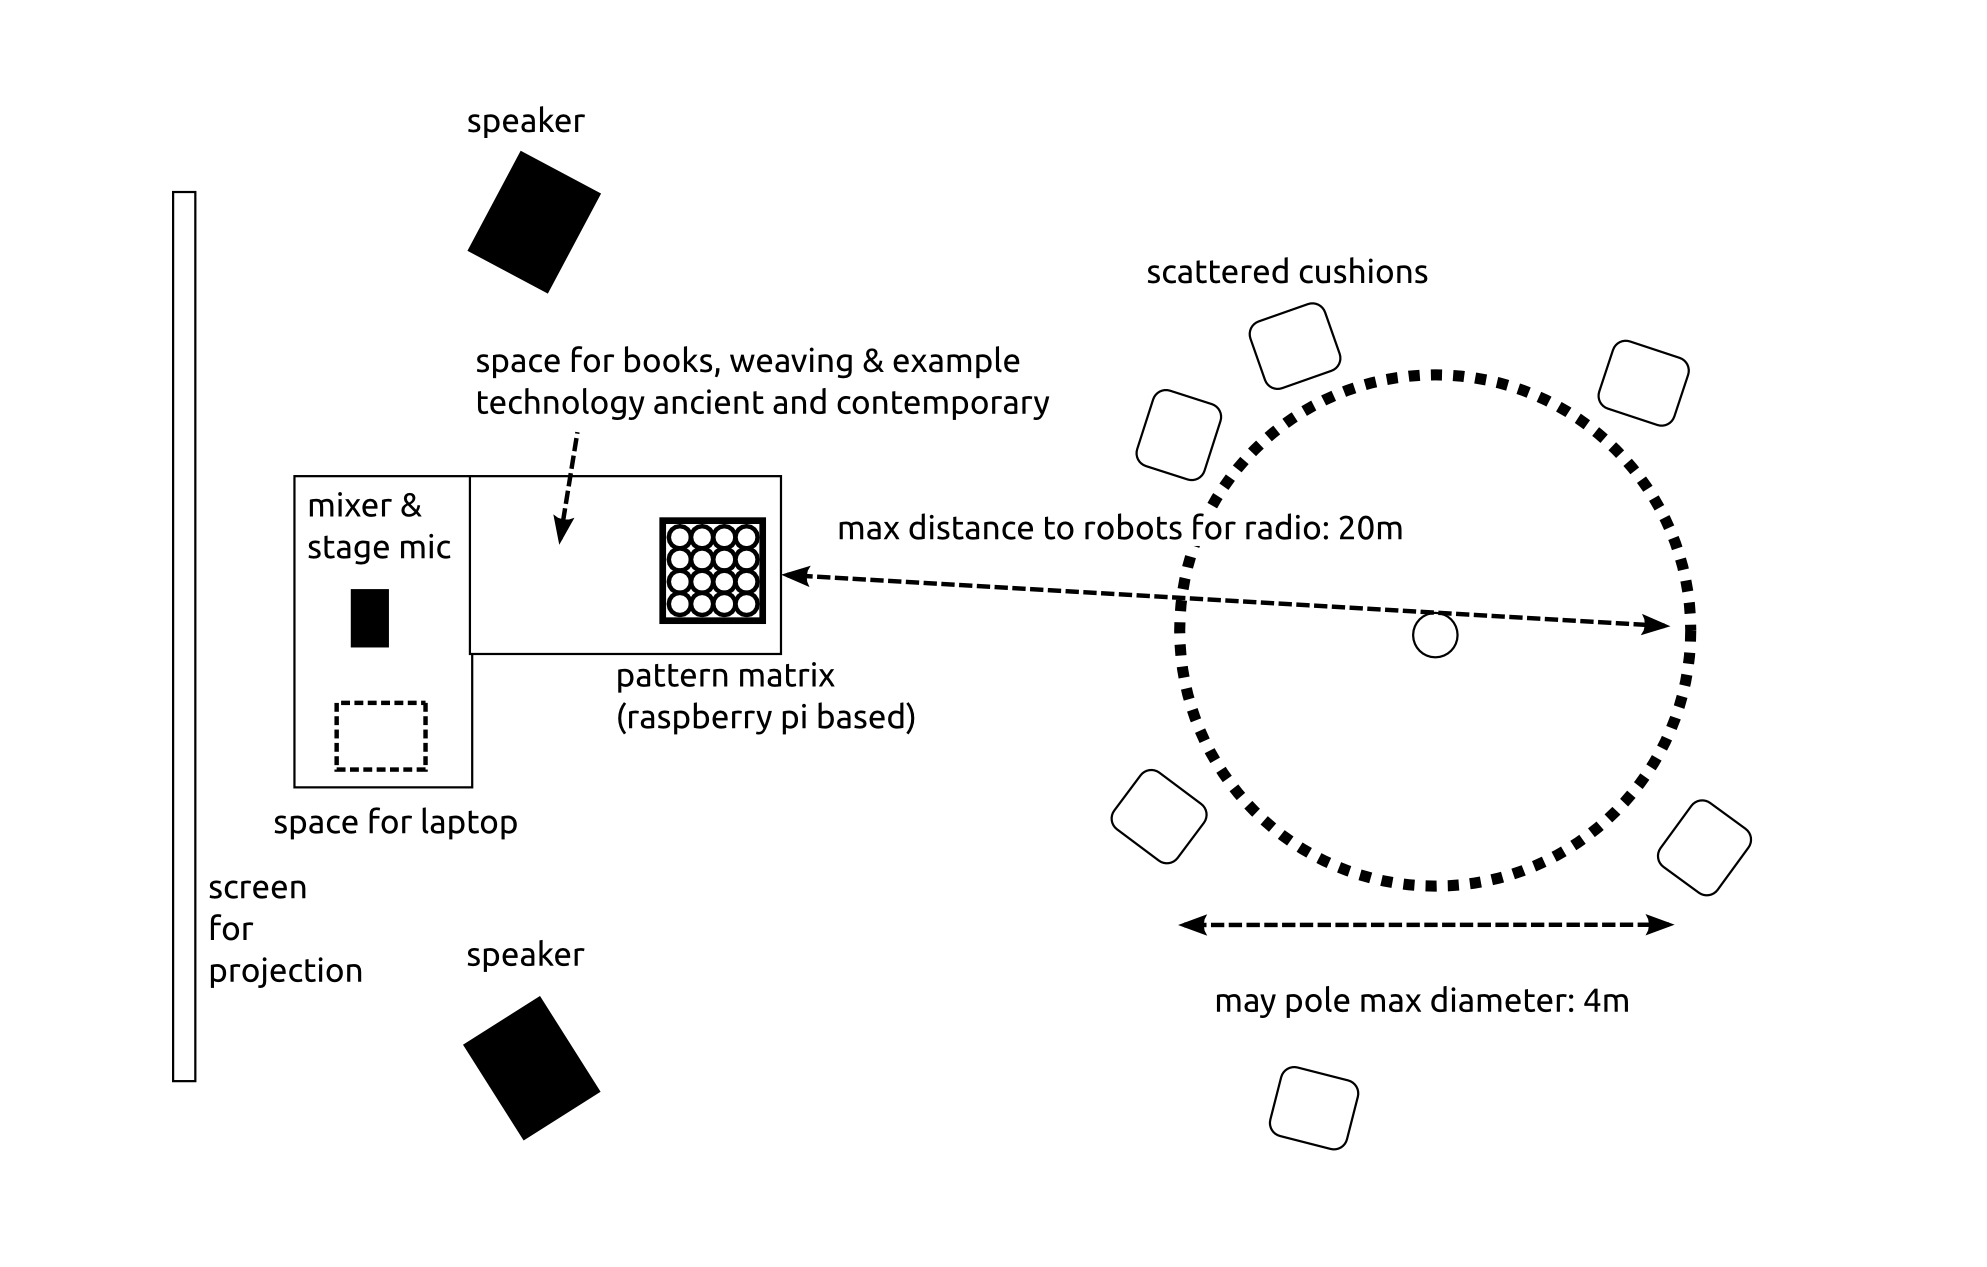 speaker
scattered cushions
space for books, weaving & example
technology ancient and contemporary
mixer &
stage mic
max distance to robots for radio: 20m
pattern matrix
(raspberry pi based)
space for laptop
screen
for
projection
speaker
may pole max diameter: 4m